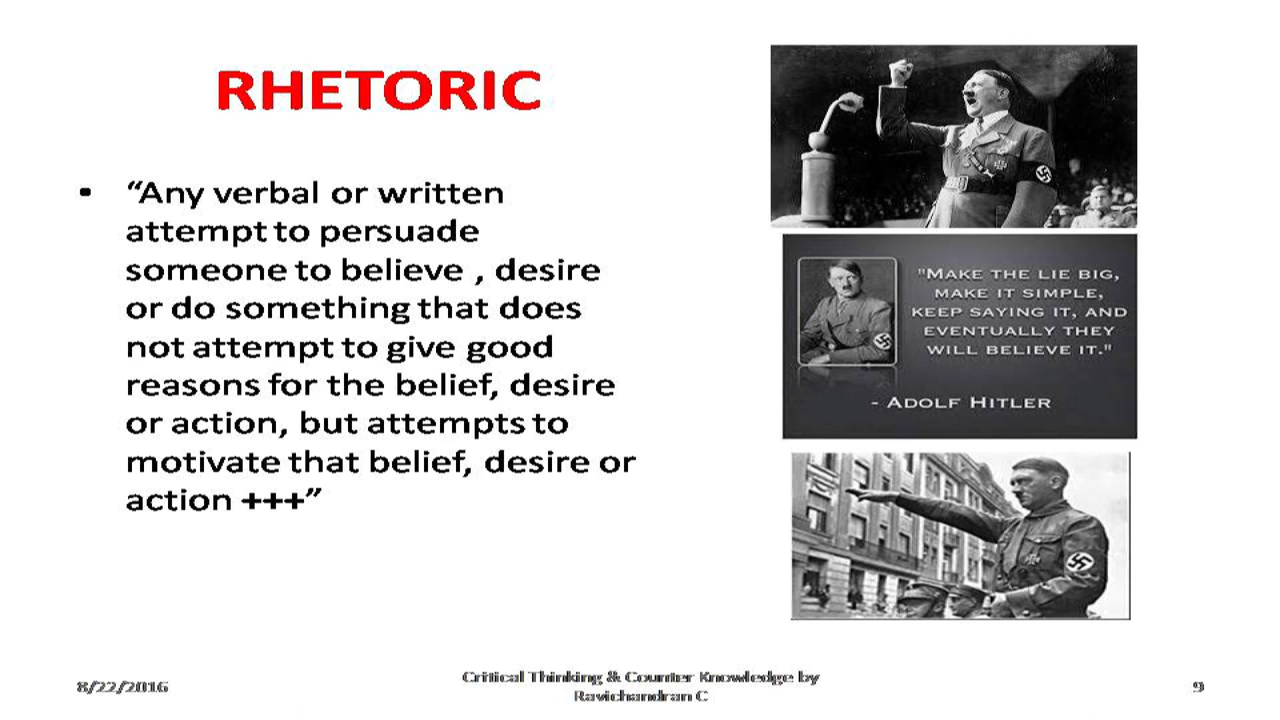 RHETORIC
• “Any verbal or written
attempt to persuade
someone to believe , desire
or do something that does
not attempt to give good
reasons for the belief, desire
or action, but attempts to
motivate that belief, desire or
action +++”
"MAKE THE LIE BIG,
MAKE IT SIMPLE,
KEEP SAYING IT, AND
EVENTUALLY THEY
WILL BELIEVE IT."
- ADOLF HITLER
8/22/2016
Critical Thinking & Counter Knowledge by
Ravichandran C
9